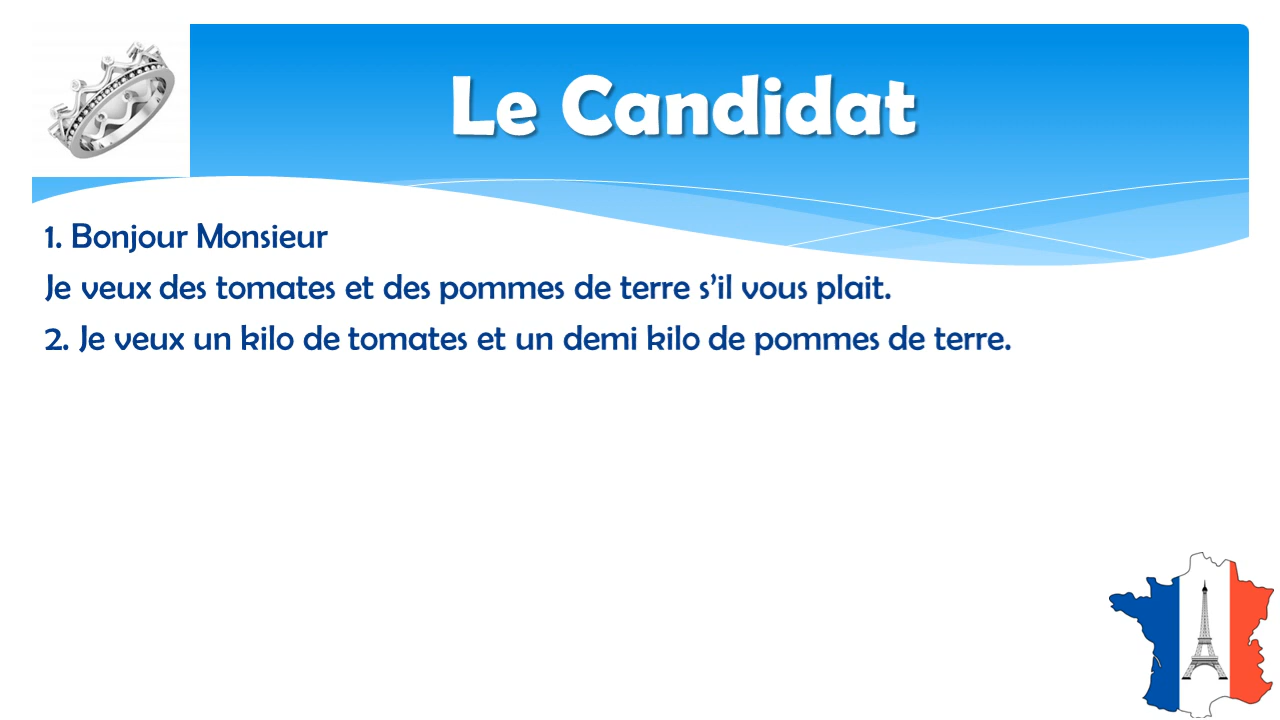 Le Candidat
1. Bonjour Monsieur
Je veux des tomates et des pommes de terre s’il vous plait.
2. Je veux un kilo de tomates et un demi kilo de pommes de terre.